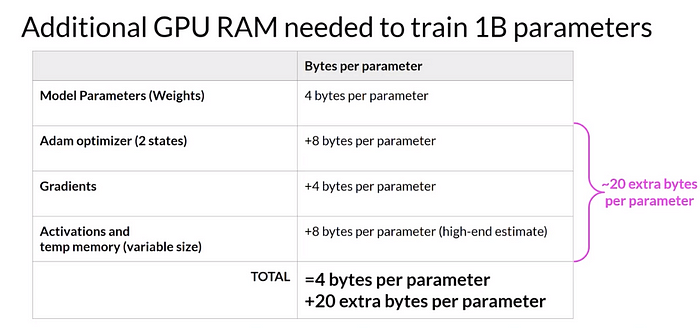 Additional GPU RAM needed to train 1B parameters
Bytes per parameter
Model Parameters (Weights)
4 bytes per parameter
Adam optimizer (2 states)
+8 bytes per parameter
Gradients
+4 bytes per parameter
Activations and
temp memory (variable size)
+8 bytes per parameter (high-end estimate)
~20 extra bytes
per parameter
TOTAL
=4 bytes per parameter
+20 extra bytes per parameter